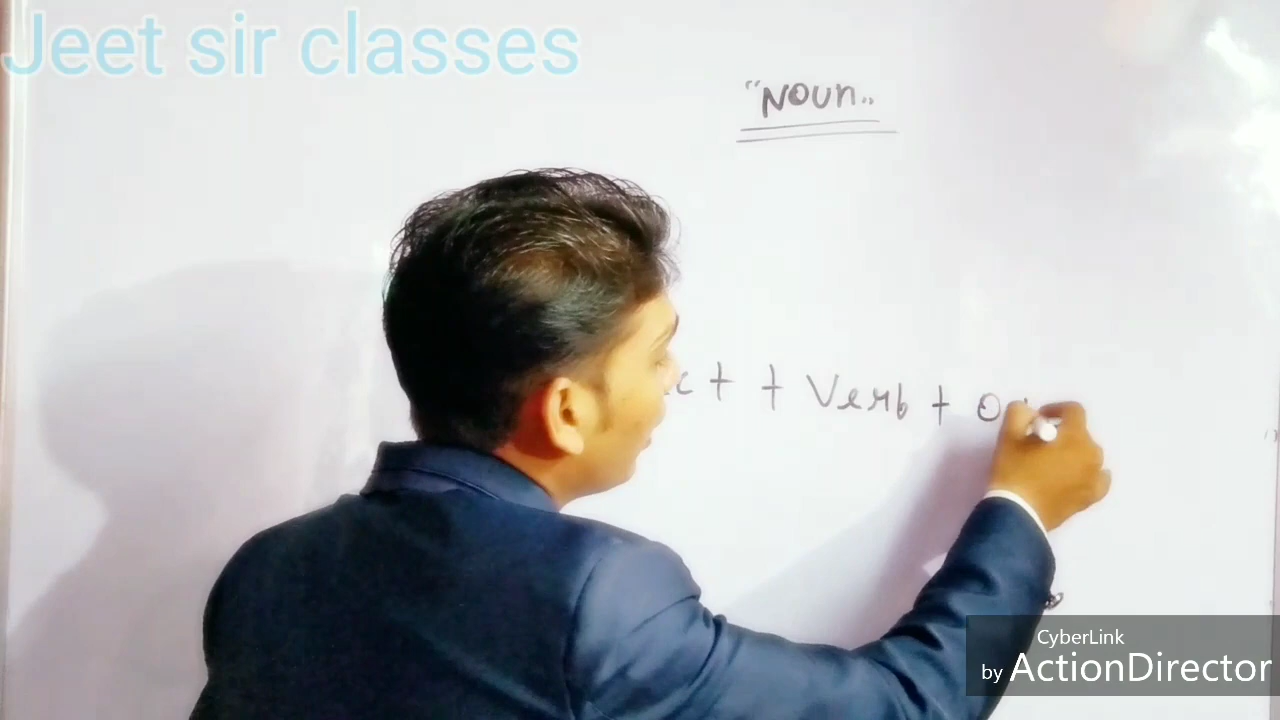 Jeet sir classes
"Noun"
+ Verb +
CyberLink
by ActionDirector